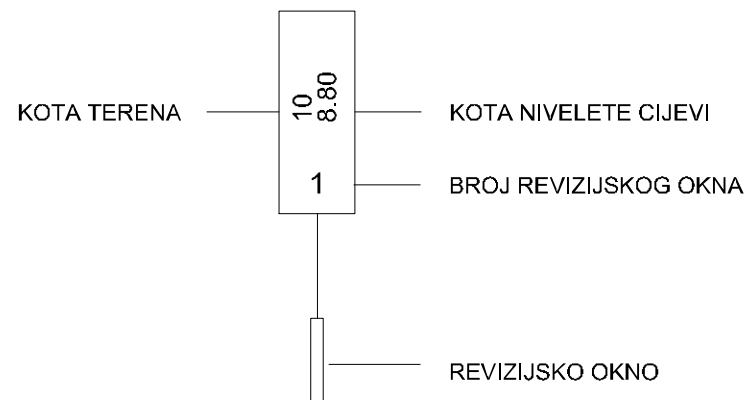 10
8.80
KOTA TERENA
KOTA NIVELETE CIJEVI
1
BROJ REVIZIJSKOG OKNA
REVIZIJSKO OKNO